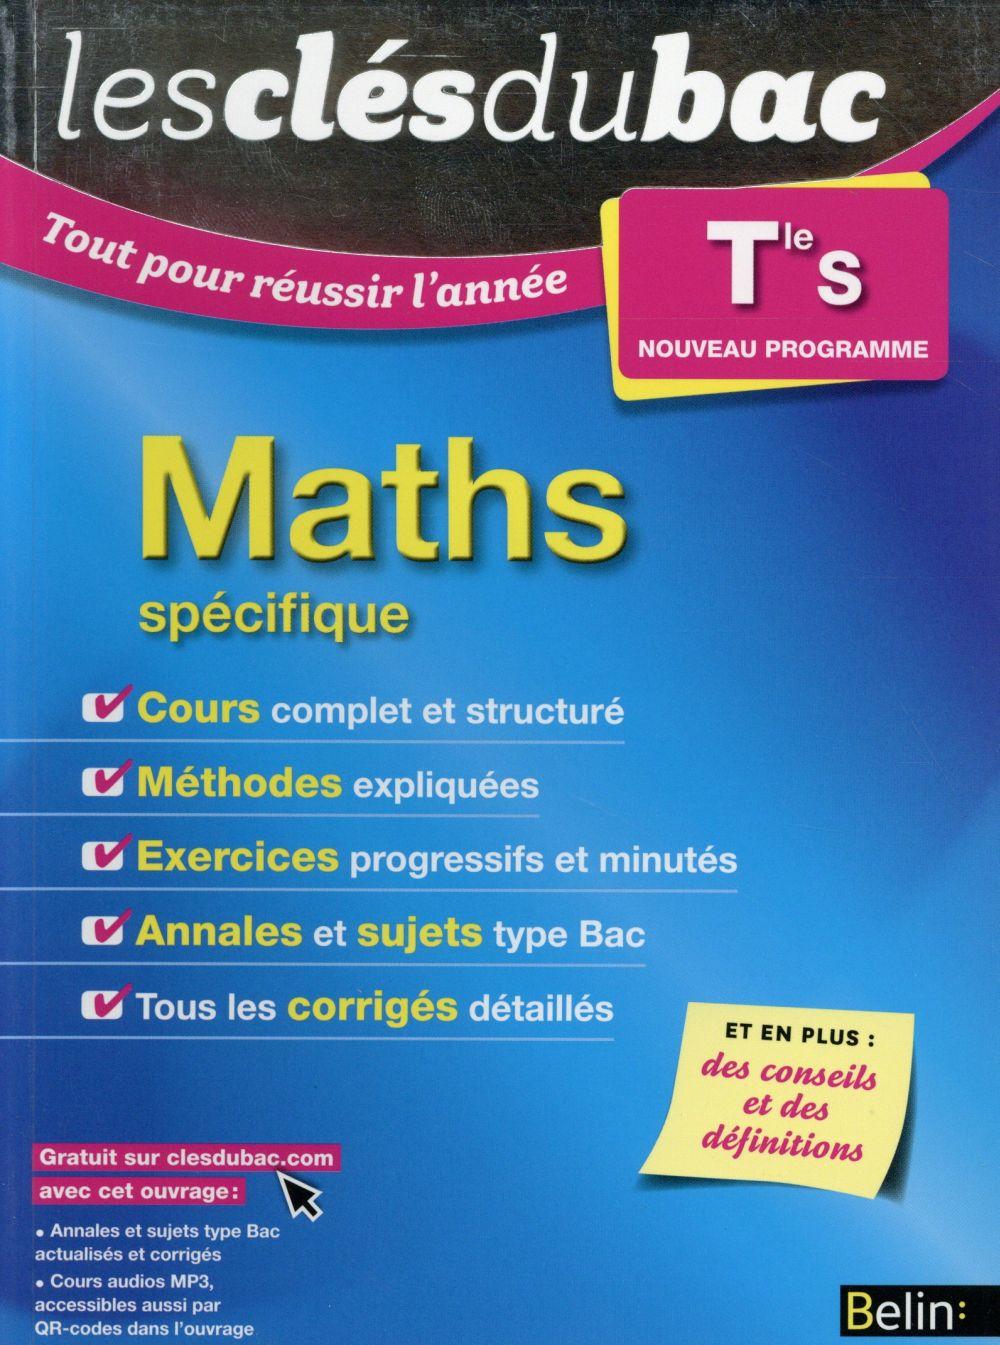 lesclésdubac
Tout pour réussir l'année
Tle s
NOUVEAU PROGRAMME
Maths
spécifique
Cours complet et structuré
Méthodes expliquées
Exercices progressifs et minutés
Annales et sujets type Bac
Tous les corrigés détaillés
ET EN PLUS :
des conseils
et des
définitions
Gratuit sur clesdubac.com
avec cet ouvrage :
• Annales et sujets type Bac
actualisés et corrigés
• Cours audios MP3,
accessibles aussi par
QR-codes dans l'ouvrage
Belin: